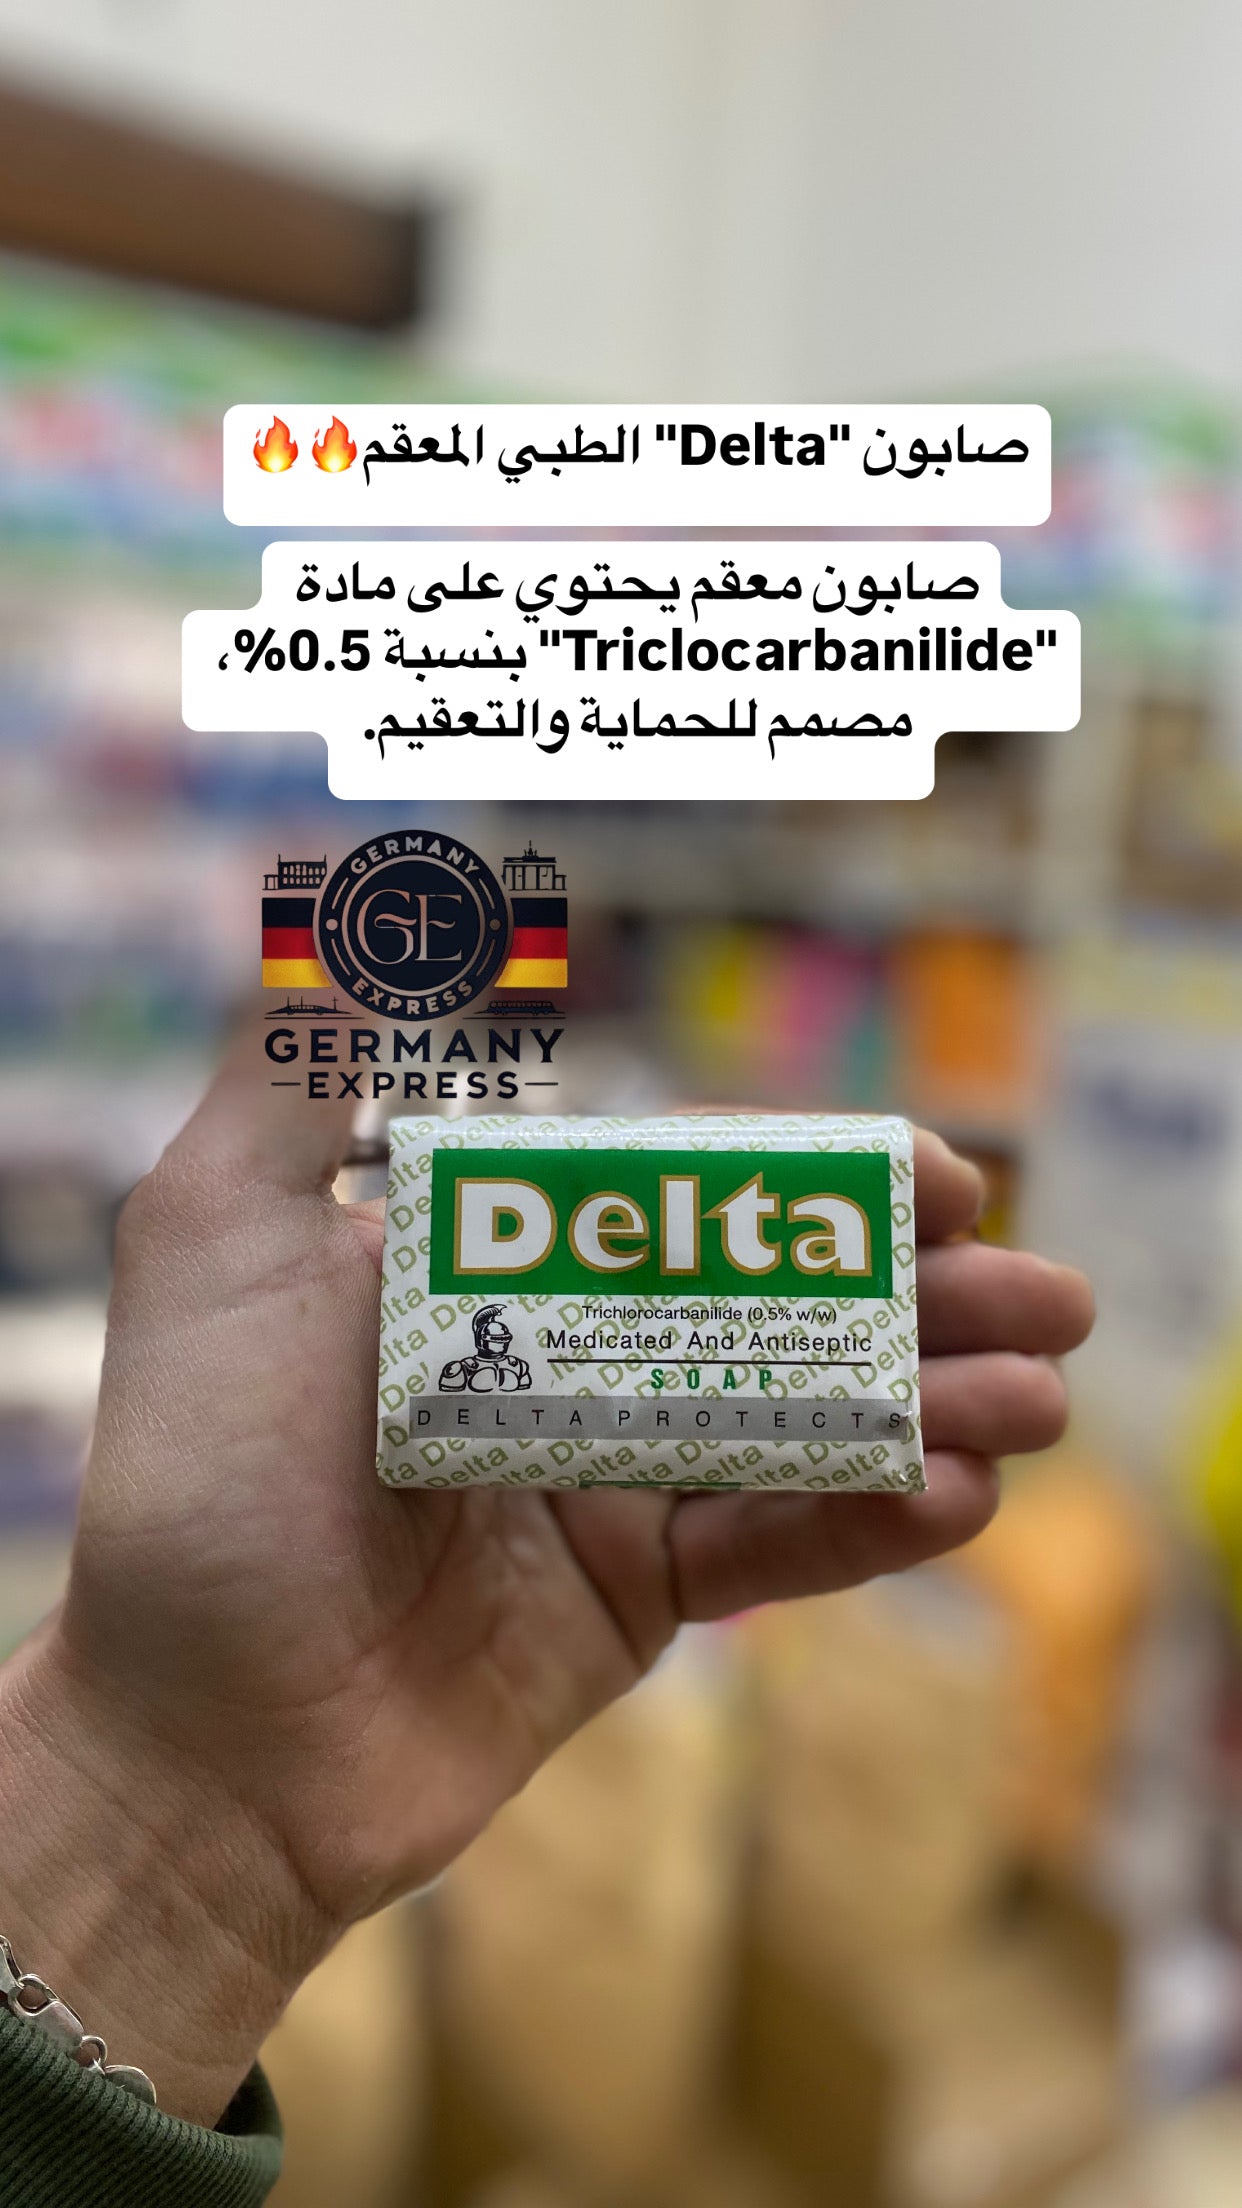 صابون "Delta" الطبي المعقم🔥🔥
صابون معقم يحتوي على مادة
"Triclocarbanilide" بنسبة 0.5%،
مصمم للحماية والتعقيم.
GERMANY
GE
EXPRESS
GERMANY
EXPRESS
Delta
Trichlorocarbanilide (0.5% w/w)
Medicated And Antiseptic
SOAP
DELTA PROTECTS